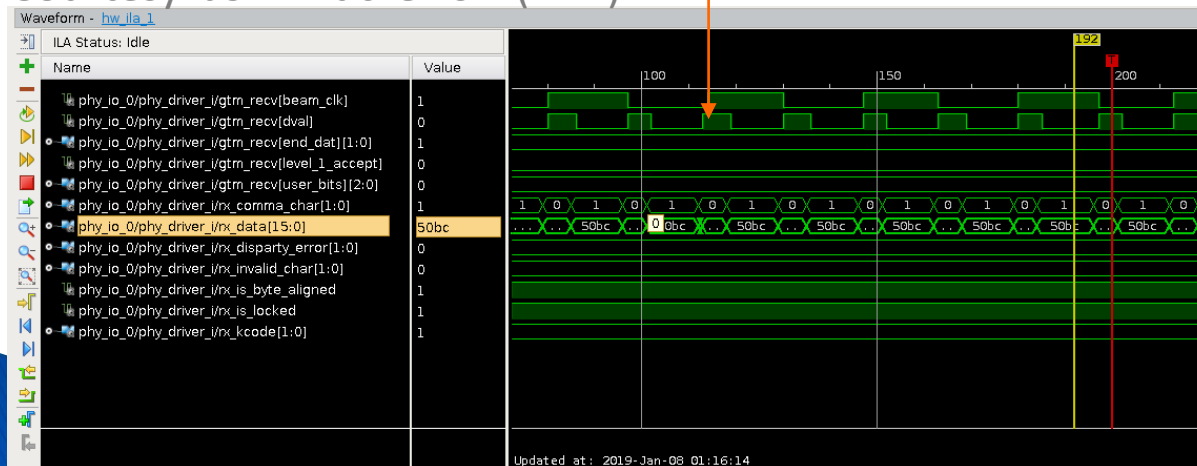 Waveform - hw_ila_1
ILA Status: Idle
Name Value
192
T
100 150 200
phy_io_0/phy_driver_i/gtm_recv[beam_clk] 1
phy_io_0/phy_driver_i/gtm_recv[dval] 0
phy_io_0/phy_driver_i/gtm_recv[end_dat][1:0] 1
phy_io_0/phy_driver_i/gtm_recv[level_1_accept] 0
phy_io_0/phy_driver_i/gtm_recv[user_bits][2:0] 0
phy_io_0/phy_driver_i/rx_comma_char[1:0] 1 1 0 1 0 1 0 1 0 1 0 1 0 1 0 1 0 1 0
phy_io_0/phy_driver_i/rx_data[15:0] 50bc ... .. 50bc .. 0 0bc .. 50bc .. 50bc .. 50bc .. 50bc .. 50bc .. 50bc ..
phy_io_0/phy_driver_i/rx_disparty_error[1:0] 0
phy_io_0/phy_driver_i/rx_invalid_char[1:0] 0
phy_io_0/phy_driver_i/rx_is_byte_aligned 1
phy_io_0/phy_driver_i/rx_is_locked 1
phy_io_0/phy_driver_i/rx_kcode[1:0] 1
Updated at: 2019-Jan-08 01:16:14